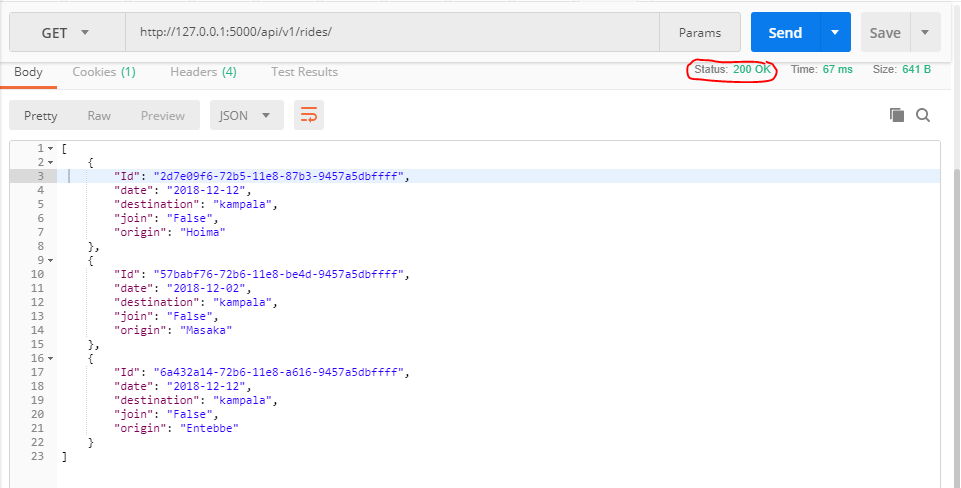 GET http://127.0.0.1:5000/api/v1/rides/ Params Send Save
Body Cookies (1) Headers (4) Test Results Status: 200 OK Time: 67 ms Size: 641 B
Pretty Raw Preview JSON
1 [
2 {
3 "Id": "2d7e09f6-72b5-11e8-87b3-9457a5dbffff",
4 "date": "2018-12-12",
5 "destination": "kampala",
6 "join": "False",
7 "origin": "Hoima"
8 },
9 {
10 "Id": "57babf76-72b6-11e8-be4d-9457a5dbffff",
11 "date": "2018-12-02",
12 "destination": "kampala",
13 "join": "False",
14 "origin": "Masaka"
15 },
16 {
17 "Id": "6a432a14-72b6-11e8-a616-9457a5dbffff",
18 "date": "2018-12-12",
19 "destination": "kampala",
20 "join": "False",
21 "origin": "Entebbe"
22 }
23 ]